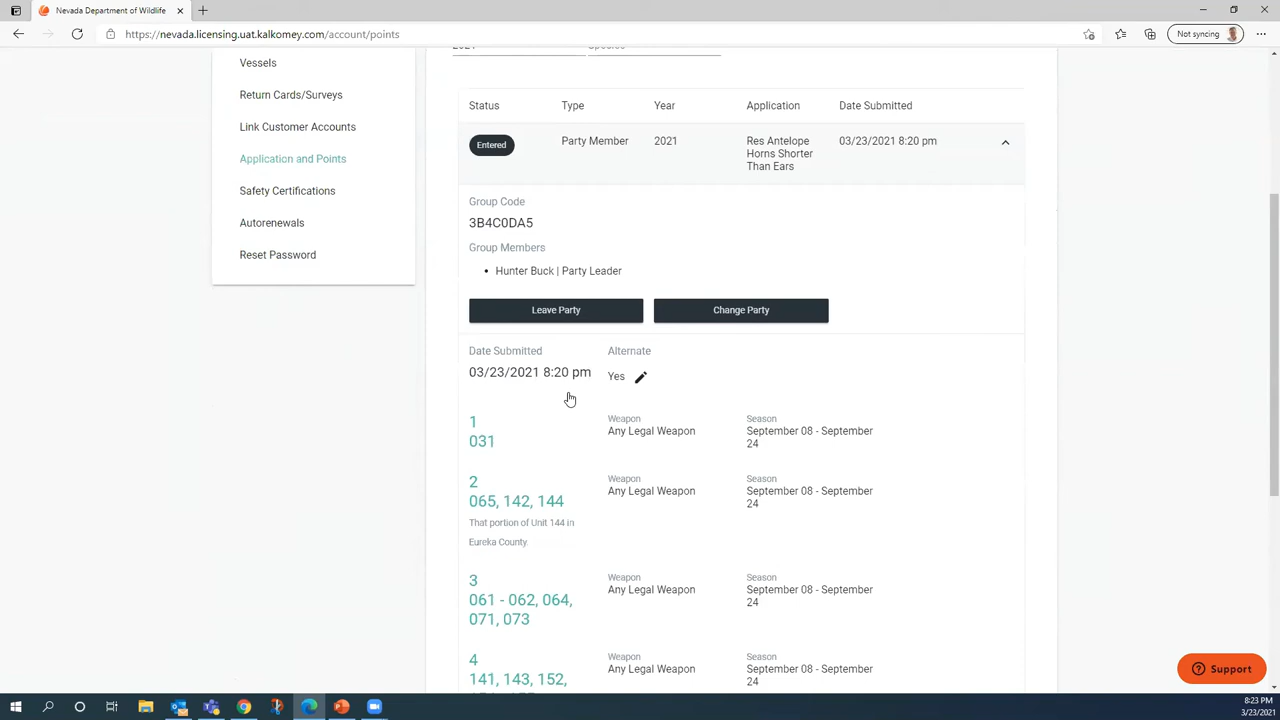 Nevada Department of Wildlife
https://nevada.licensing.uat.kalkomey.com/account/points
Not syncing
Vessels
Return Cards/Surveys
Link Customer Accounts
Application and Points
Safety Certifications
Autorenewals
Reset Password
2021 Species
Status Type Year Application Date Submitted
Entered Party Member 2021 Res Antelope 03/23/2021 8:20 pm
Horns Shorter
Than Ears
Group Code
3B4C0DA5
Group Members
• Hunter Buck | Party Leader
Leave Party Change Party
Date Submitted Alternate
03/23/2021 8:20 pm Yes
1 Weapon Season
031 Any Legal Weapon September 08 - September
24
2 Weapon Season
065, 142, 144 Any Legal Weapon September 08 - September
24
That portion of Unit 144 in
Eureka County.
3 Weapon Season
061 - 062, 064, Any Legal Weapon September 08 - September
071, 073 24
4 Weapon Season
141, 143, 152, Any Legal Weapon September 08 - September
24
Support
8:23 PM
3/23/2021